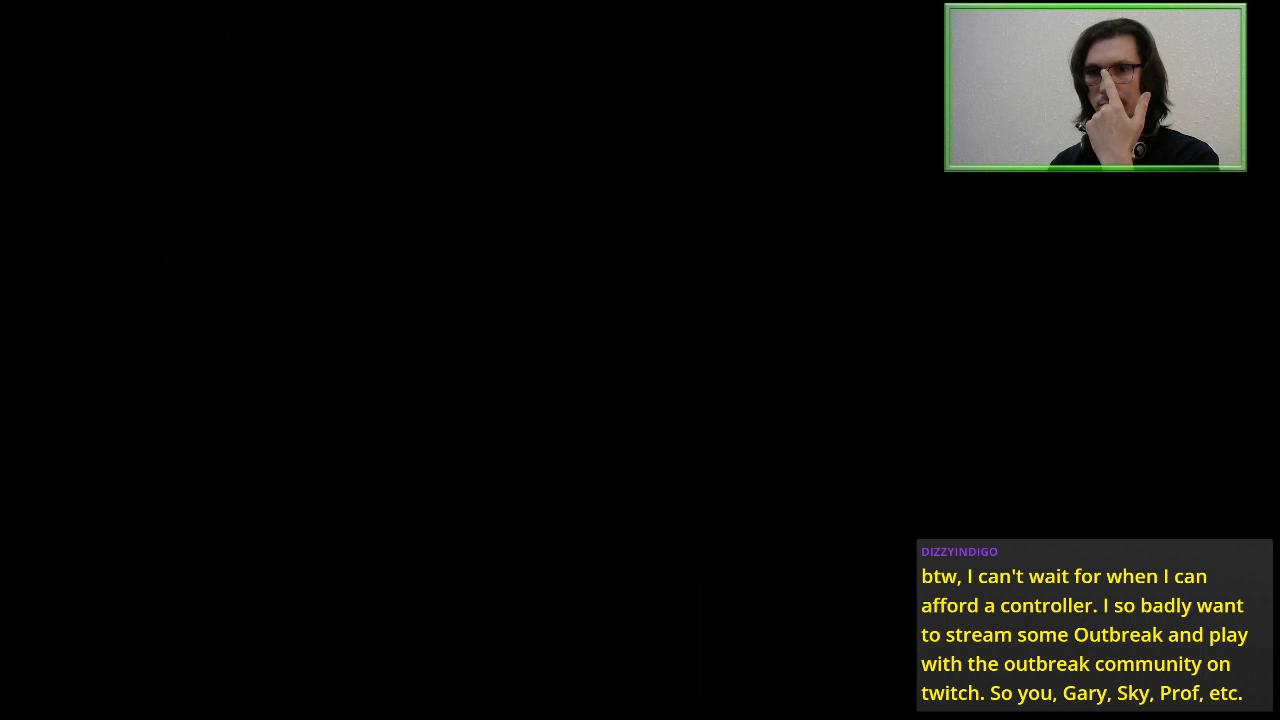 DIZZYINDIGO
btw, I can't wait for when I can
afford a controller. I so badly want
to stream some Outbreak and play
with the outbreak community on
twitch. So you, Gary, Sky, Prof, etc.